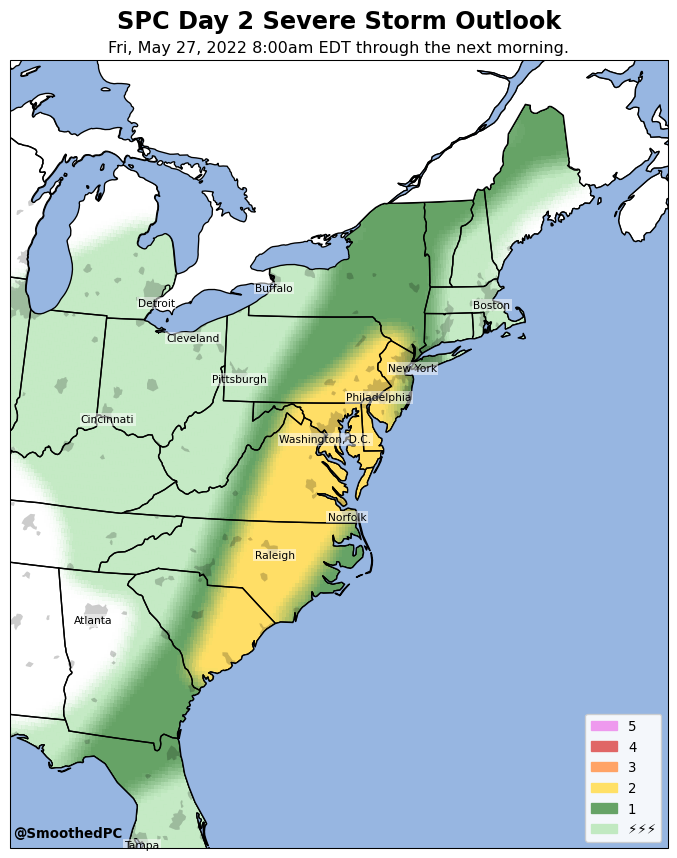 SPC Day 2 Severe Storm Outlook
Fri, May 27, 2022 8:00am EDT through the next morning.
Buffalo
Detroit
Boston
Cleveland
New York
Pittsburgh
Philadelphia
Cincinnati
Washington, D.C.
Norfolk
Raleigh
Atlanta
5
4
3
2
1
⚡⚡⚡
@SmoothedPC
Tampa